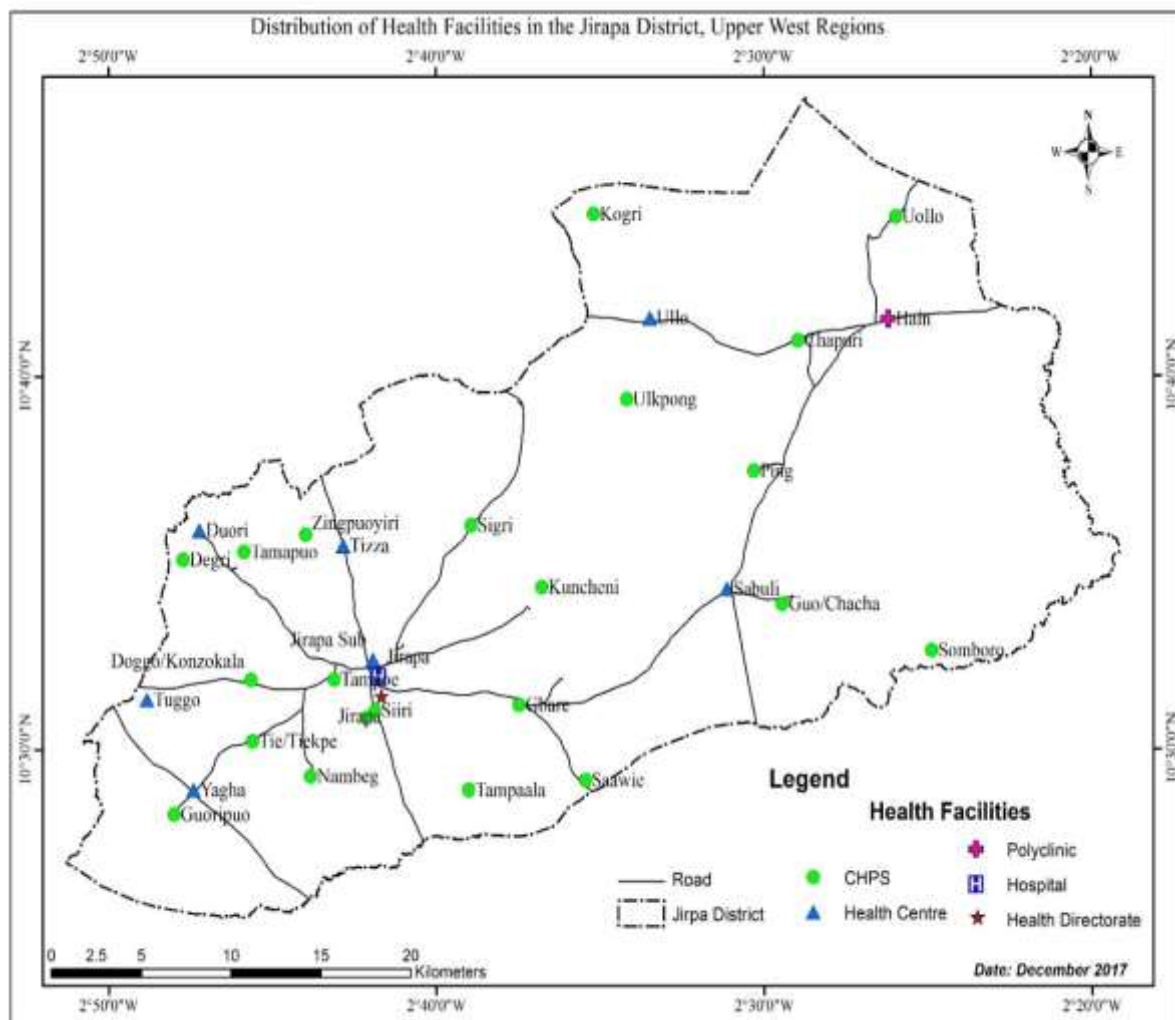 Distribution of Health Facilities in the Jirapa District, Upper West Regions
2°50'0"W
2°40'0"W
2°30'0"W
2°20'0"W
N
W
E
S
Kogri
Uollo
Ullo
Hain
Chapuri
10°40'0"N
10°40'0"N
Ulkpong
Ping
Zingpuoyiri
Duori
Sigri
Tizza
Tamapuo
Degri
Kuncheni
Sabuli
Guo/Chacha
Jirapa Sub
Jirapa
Somboro
Doggo/Konzokala
H
Tuggo
Gbare
Siiri
Jirapa
Tie/Tiekpe
10°30'0"N
10°30'0"N
Nambeg
Saawie
Yagha
Tampaala
Guoripuo
Legend
Health Facilities
Polyclinic
Road
CHPS
H
Hospital
Jirpa District
Health Centre
Health Directorate
0 2.5 5 10 15 20
Kilometers
Date: December 2017
2°50'0"W
2°40'0"W
2°30'0"W
2°20'0"W